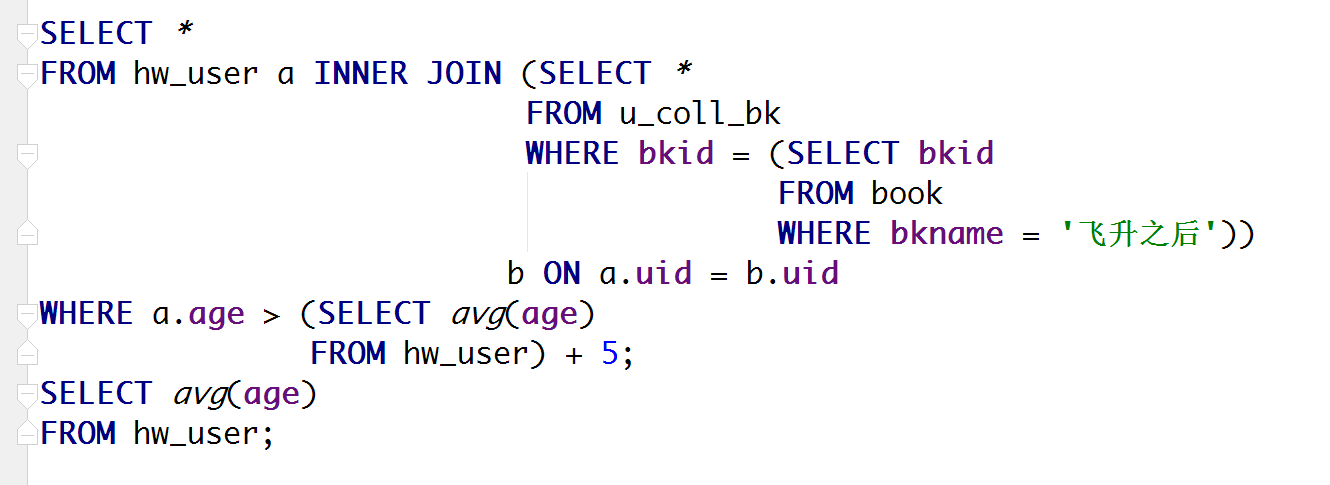 SELECT *
FROM hw_user a INNER JOIN (SELECT *
FROM u_coll_bk
WHERE bkid = (SELECT bkid
FROM book
WHERE bkname = '飞升之后'))
b ON a.uid = b.uid
WHERE a.age > (SELECT avg(age)
FROM hw_user) + 5;
SELECT avg(age)
FROM hw_user;